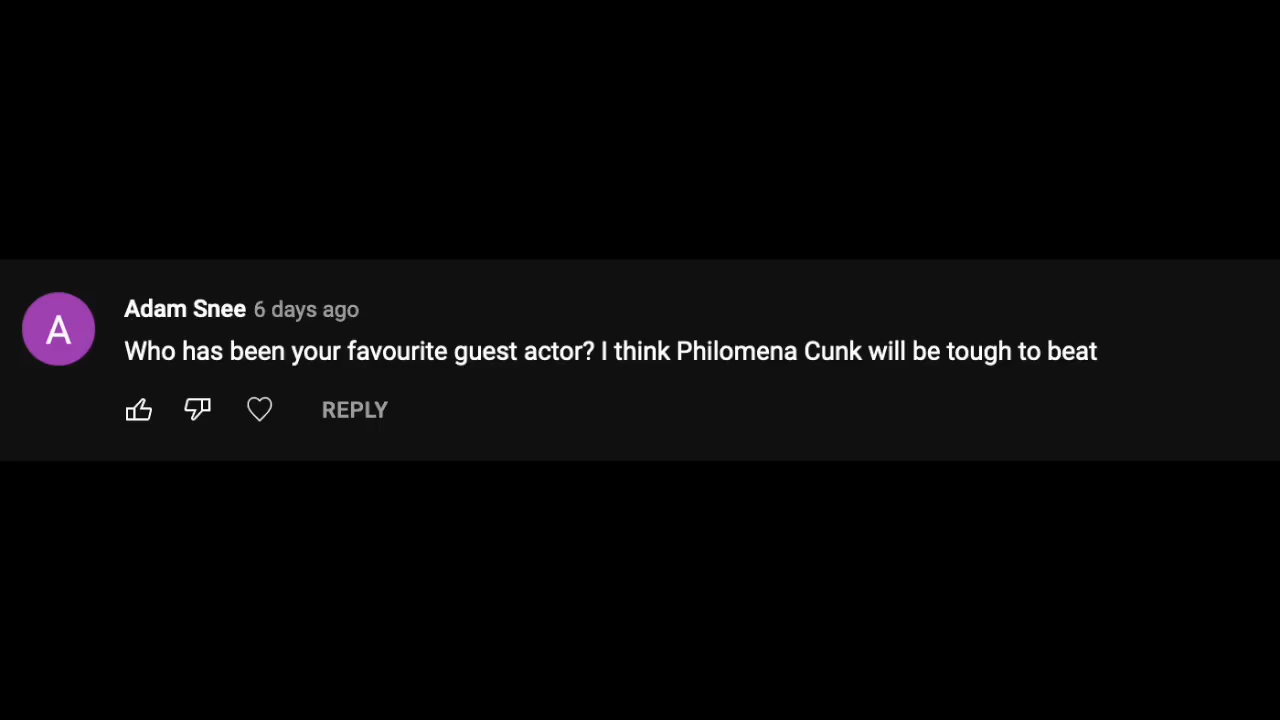 A
Adam Snee 6 days ago
Who has been your favourite guest actor? I think Philomena Cunk will be tough to beat
REPLY